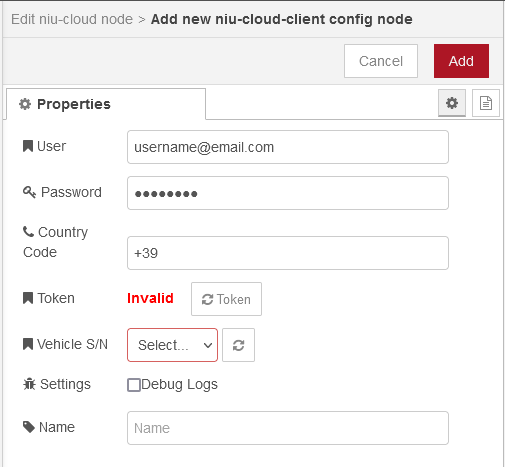 Edit niu-cloud node > Add new niu-cloud-client config node
Cancel
Add
Properties
User
username@email.com
Password
●●●●●●●●
Country
Code
+39
Token
Invalid
Token
Vehicle S/N
Select...
Settings
Debug Logs
Name
Name